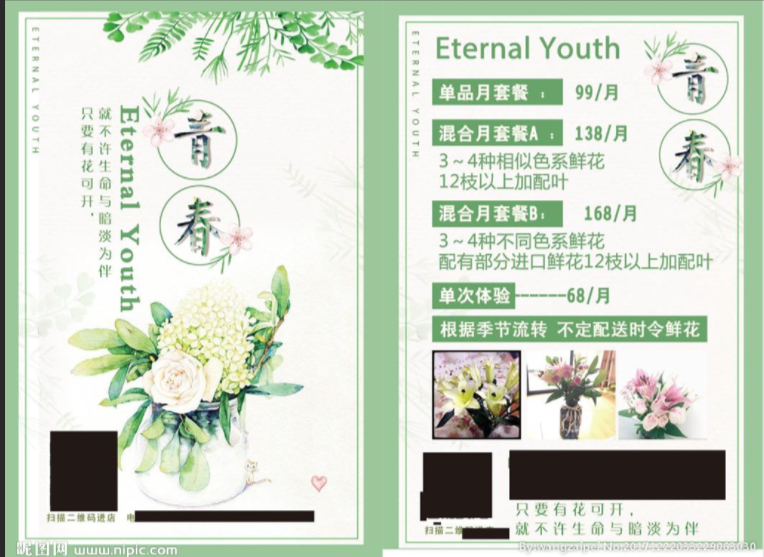 ETERNAL YOUTH
青春
Eternal Youth
只要有花可开，
就不许生命与暗淡为伴
扫描二维码进店 电
昵图网 www.nipic.com
ETERNAL YOUTH
Eternal Youth
青春
单品月套餐 ： 99/月
混合月套餐A ： 138/月
3～4种相似色系鲜花
12枝以上加配叶
混合月套餐B： 168/月
3～4种不同色系鲜花
配有部分进口鲜花12枝以上加配叶
单次体验------68/月
根据季节流转 不定配送时令鲜花
扫描二维码进店
只要有花可开，
就不许生命与暗淡为伴